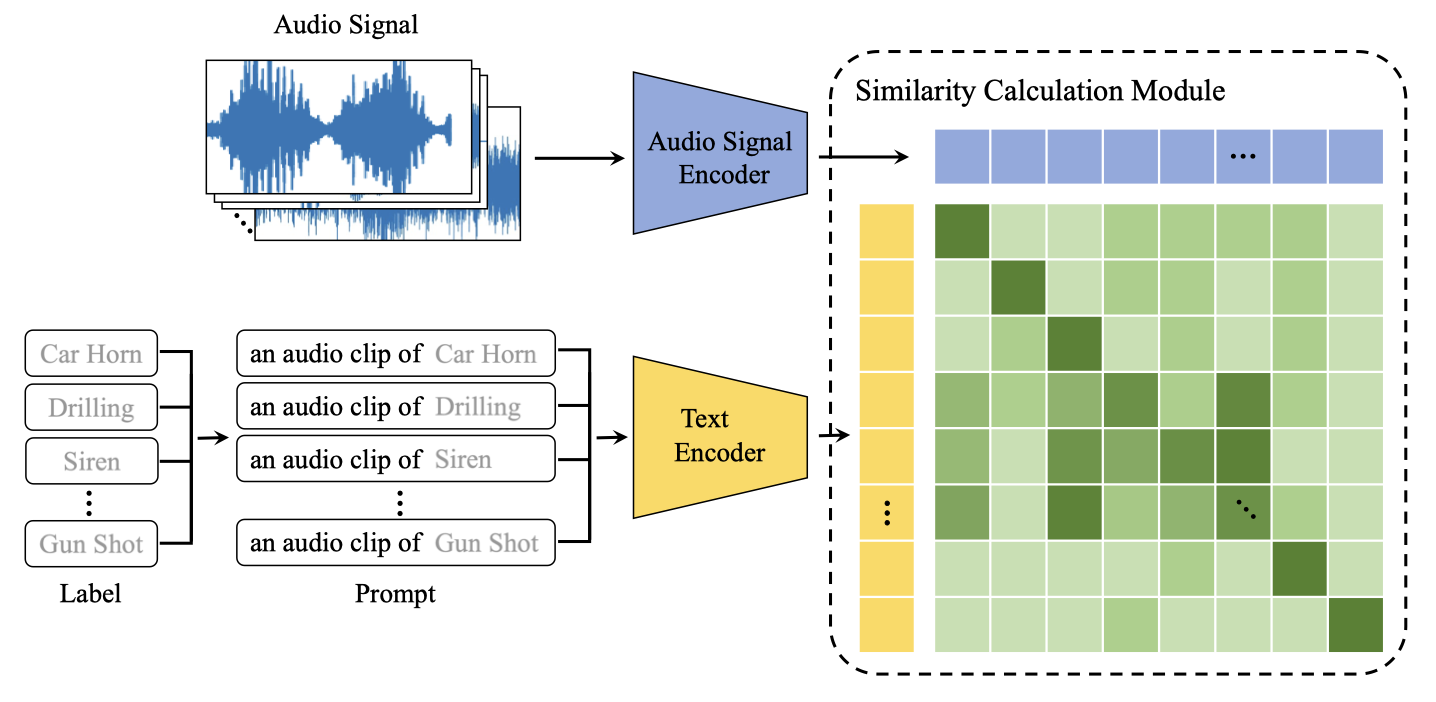 Audio Signal
Similarity Calculation Module
Audio Signal
Encoder
...
Car Horn
Drilling
Siren
⋮
Gun Shot
Label
an audio clip of Car Horn
an audio clip of Drilling
an audio clip of Siren
⋮
an audio clip of Gun Shot
Prompt
Text
Encoder